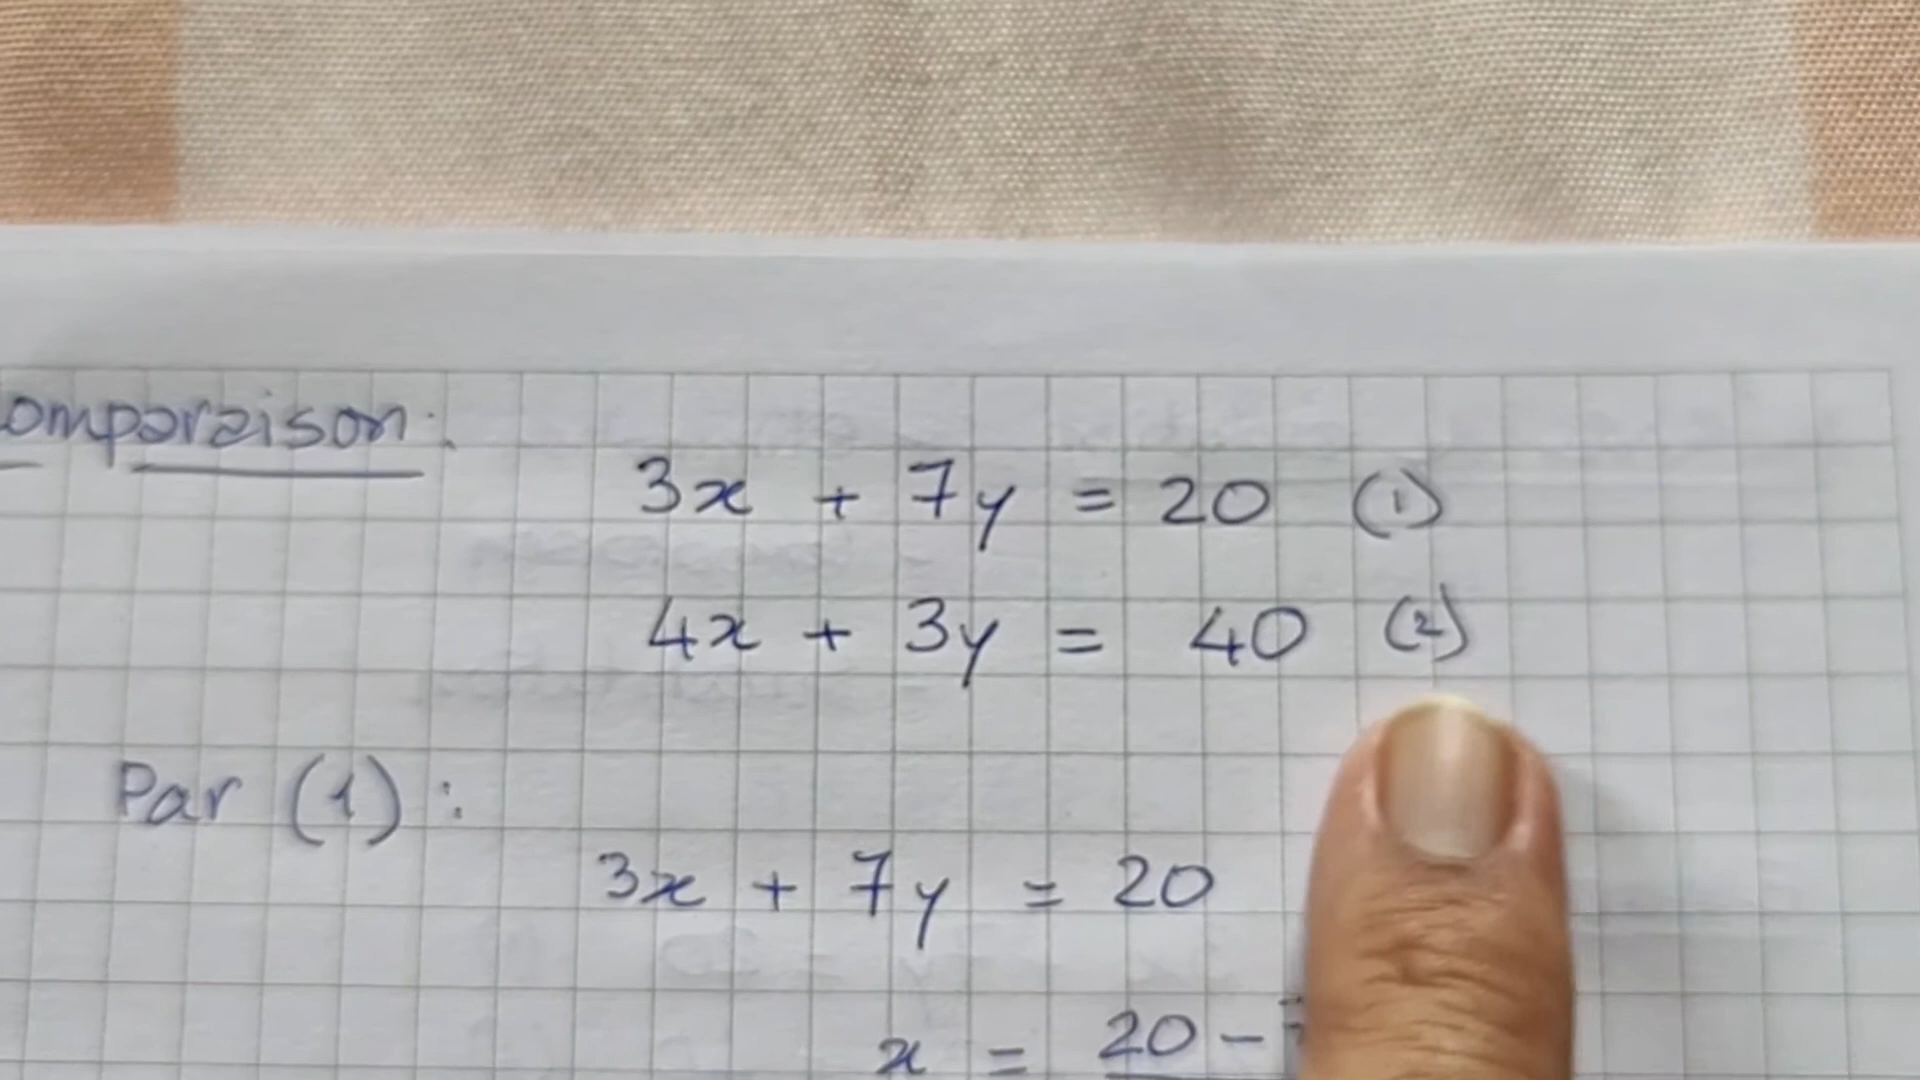 omparaison:
3x + 7y = 20 (1)
4x + 3y = 40 (2)
Par (1):
3x + 7y = 20
x = 20 -